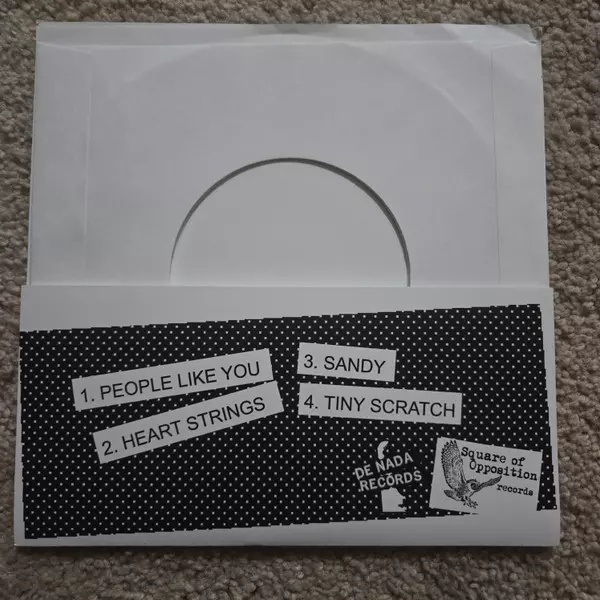 1. PEOPLE LIKE YOU
2. HEART STRINGS
3. SANDY
4. TINY SCRATCH
DE NADA
RECORDS
Square of
Opposition
records